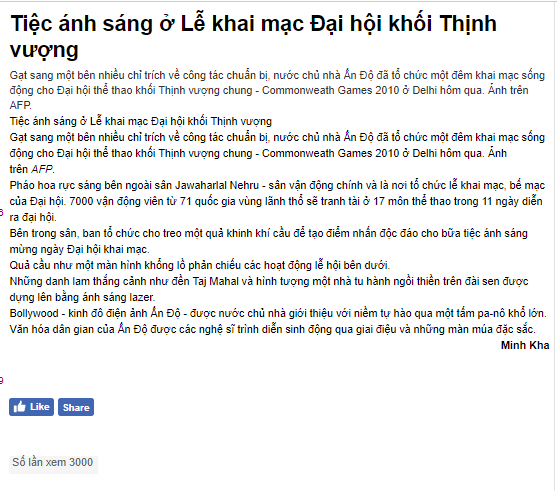 Tiệc ánh sáng ở Lễ khai mạc Đại hội khối Thịnh
vượng
Gạt sang một bên nhiều chỉ trích về công tác chuẩn bị, nước chủ nhà Ấn Độ đã tổ chức một đêm khai mạc sống
động cho Đại hội thể thao khối Thịnh vượng chung - Commonweath Games 2010 ở Delhi hôm qua. Ảnh trên
AFP.
Tiệc ánh sáng ở Lễ khai mạc Đại hội khối Thịnh vượng
Gạt sang một bên nhiều chỉ trích về công tác chuẩn bị, nước chủ nhà Ấn Độ đã tổ chức một đêm khai mạc sống
động cho Đại hội thể thao khối Thịnh vượng chung - Commonweath Games 2010 ở Delhi hôm qua. Ảnh
trên AFP.
Pháo hoa rực sáng bên ngoài sân Jawaharlal Nehru - sân vận động chính và là nơi tổ chức lễ khai mạc, bế mạc
của Đại hội. 7000 vận động viên từ 71 quốc gia vùng lãnh thổ sẽ tranh tài ở 17 môn thể thao trong 11 ngày diễn
ra đại hội.
Bên trong sân, ban tổ chức cho treo một quả khinh khí cầu để tạo điểm nhấn độc đáo cho bữa tiệc ánh sáng
mừng ngày Đại hội khai mạc.
Quả cầu như một màn hình khổng lồ phản chiếu các hoạt động lễ hội bên dưới.
Những danh lam thắng cảnh như đền Taj Mahal và hình tượng một nhà tu hành ngồi thiền trên đài sen được
dựng lên bằng ánh sáng lazer.
Bollywood - kinh đô điện ảnh Ấn Độ - được nước chủ nhà giới thiệu với niềm tự hào qua một tấm pa-nô khổ lớn.
Văn hóa dân gian của Ấn Độ được các nghệ sĩ trình diễn sinh động qua giai điệu và những màn múa đặc sắc.
Minh Kha
9
Like Share
Số lần xem 3000